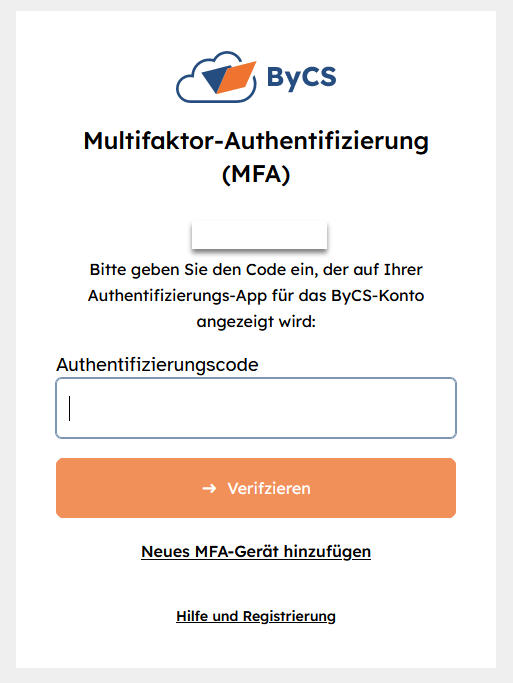 ByCS
Multifaktor-Authentifizierung
(MFA)
Bitte geben Sie den Code ein, der auf Ihrer
Authentifizierungs-App für das ByCS-Konto
angezeigt wird:
Authentifizierungscode
➜ Verifzieren
Neues MFA-Gerät hinzufügen
Hilfe und Registrierung